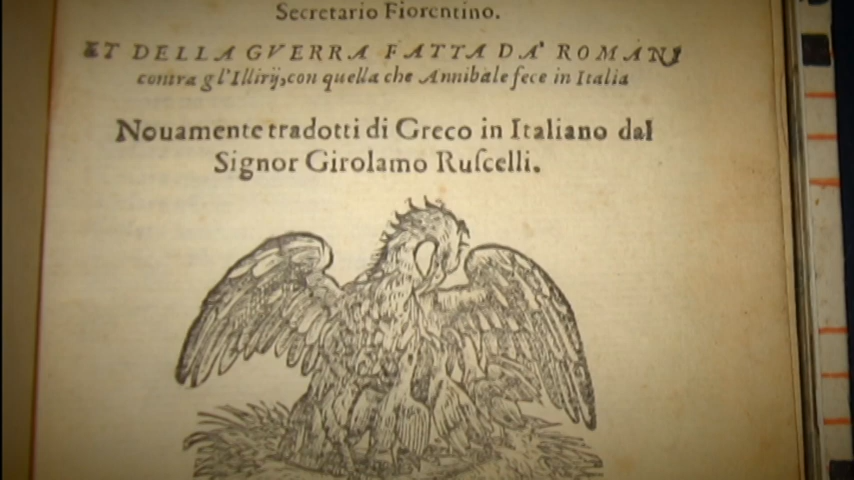 Secretario Fiorentino.
ET DELLA GVERRA FATTA DA' ROMANI
contra gl'Illirij, con quella che Annibale fece in Italia
Nouamente tradotti di Greco in Italiano dal
Signor Girolamo Ruſcelli.